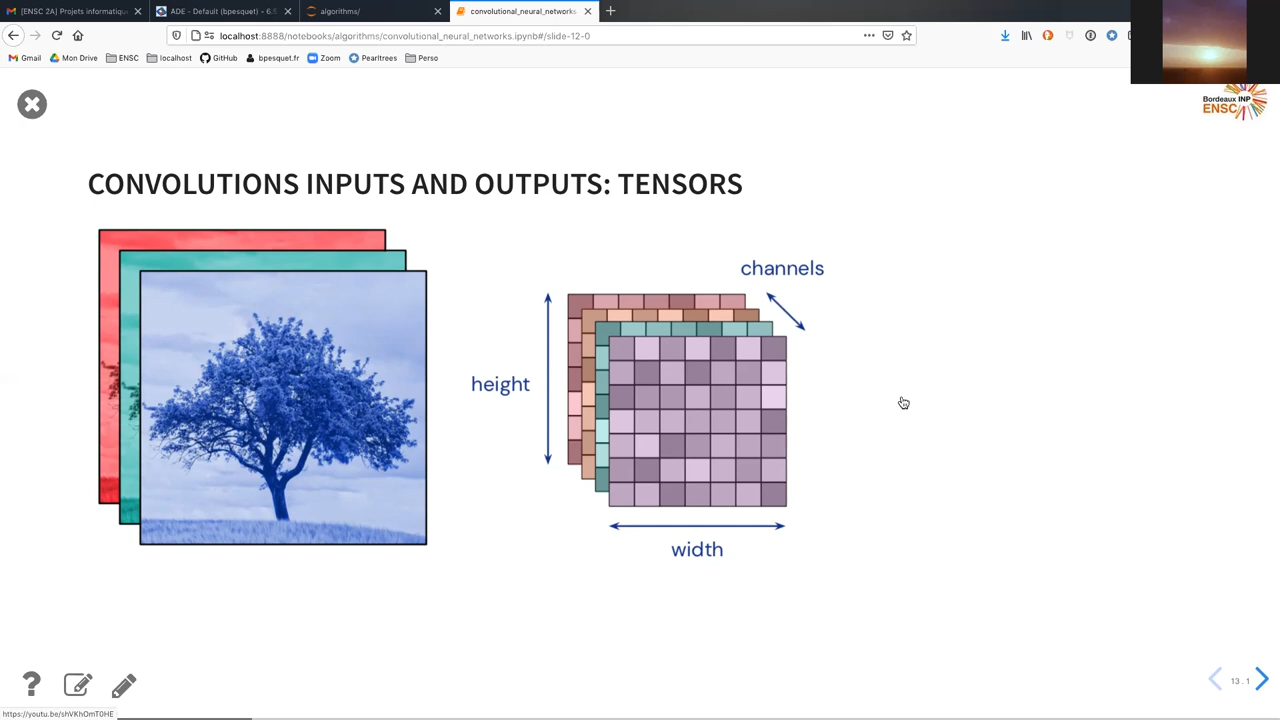 [ENSC 2A] Projets informatiqu
ADE - Default (bpesquet) - 6.5
algorithms/
convolutional_neural_networks.
localhost:8888/notebooks/algorithms/convolutional_neural_networks.ipynb#/slide-12-0
Gmail Mon Drive ENSC localhost GitHub bpesquet.fr Zoom Pearltrees Perso
Bordeaux INP
ENSC
CONVOLUTIONS INPUTS AND OUTPUTS: TENSORS
channels
height
width
13.1
https://youtu.be/shVKhOmT0HE